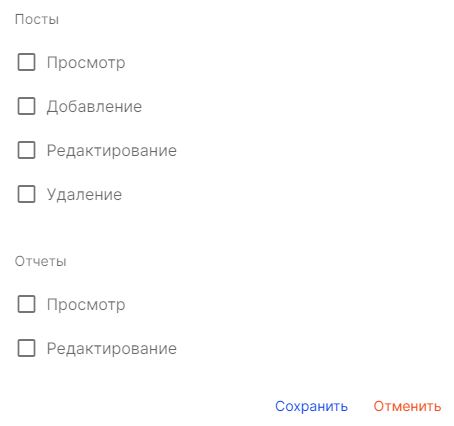 Посты
Просмотр
Добавление
Редактирование
Удаление
Отчеты
Просмотр
Редактирование
Сохранить Отменить